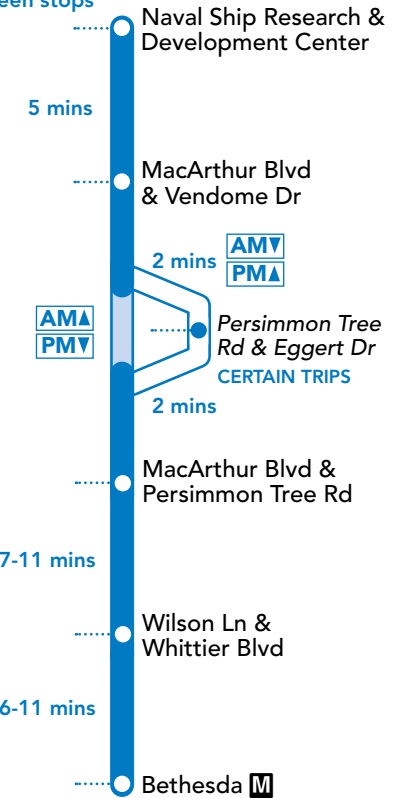 stops
Naval Ship Research &
Development Center
5 mins
MacArthur Blvd
& Vendome Dr
2 mins
AM▼
PM▲
AM▲
PM▼
Persimmon Tree
Rd & Eggert Dr
CERTAIN TRIPS
2 mins
MacArthur Blvd &
Persimmon Tree Rd
7-11 mins
Wilson Ln &
Whittier Blvd
6-11 mins
Bethesda M